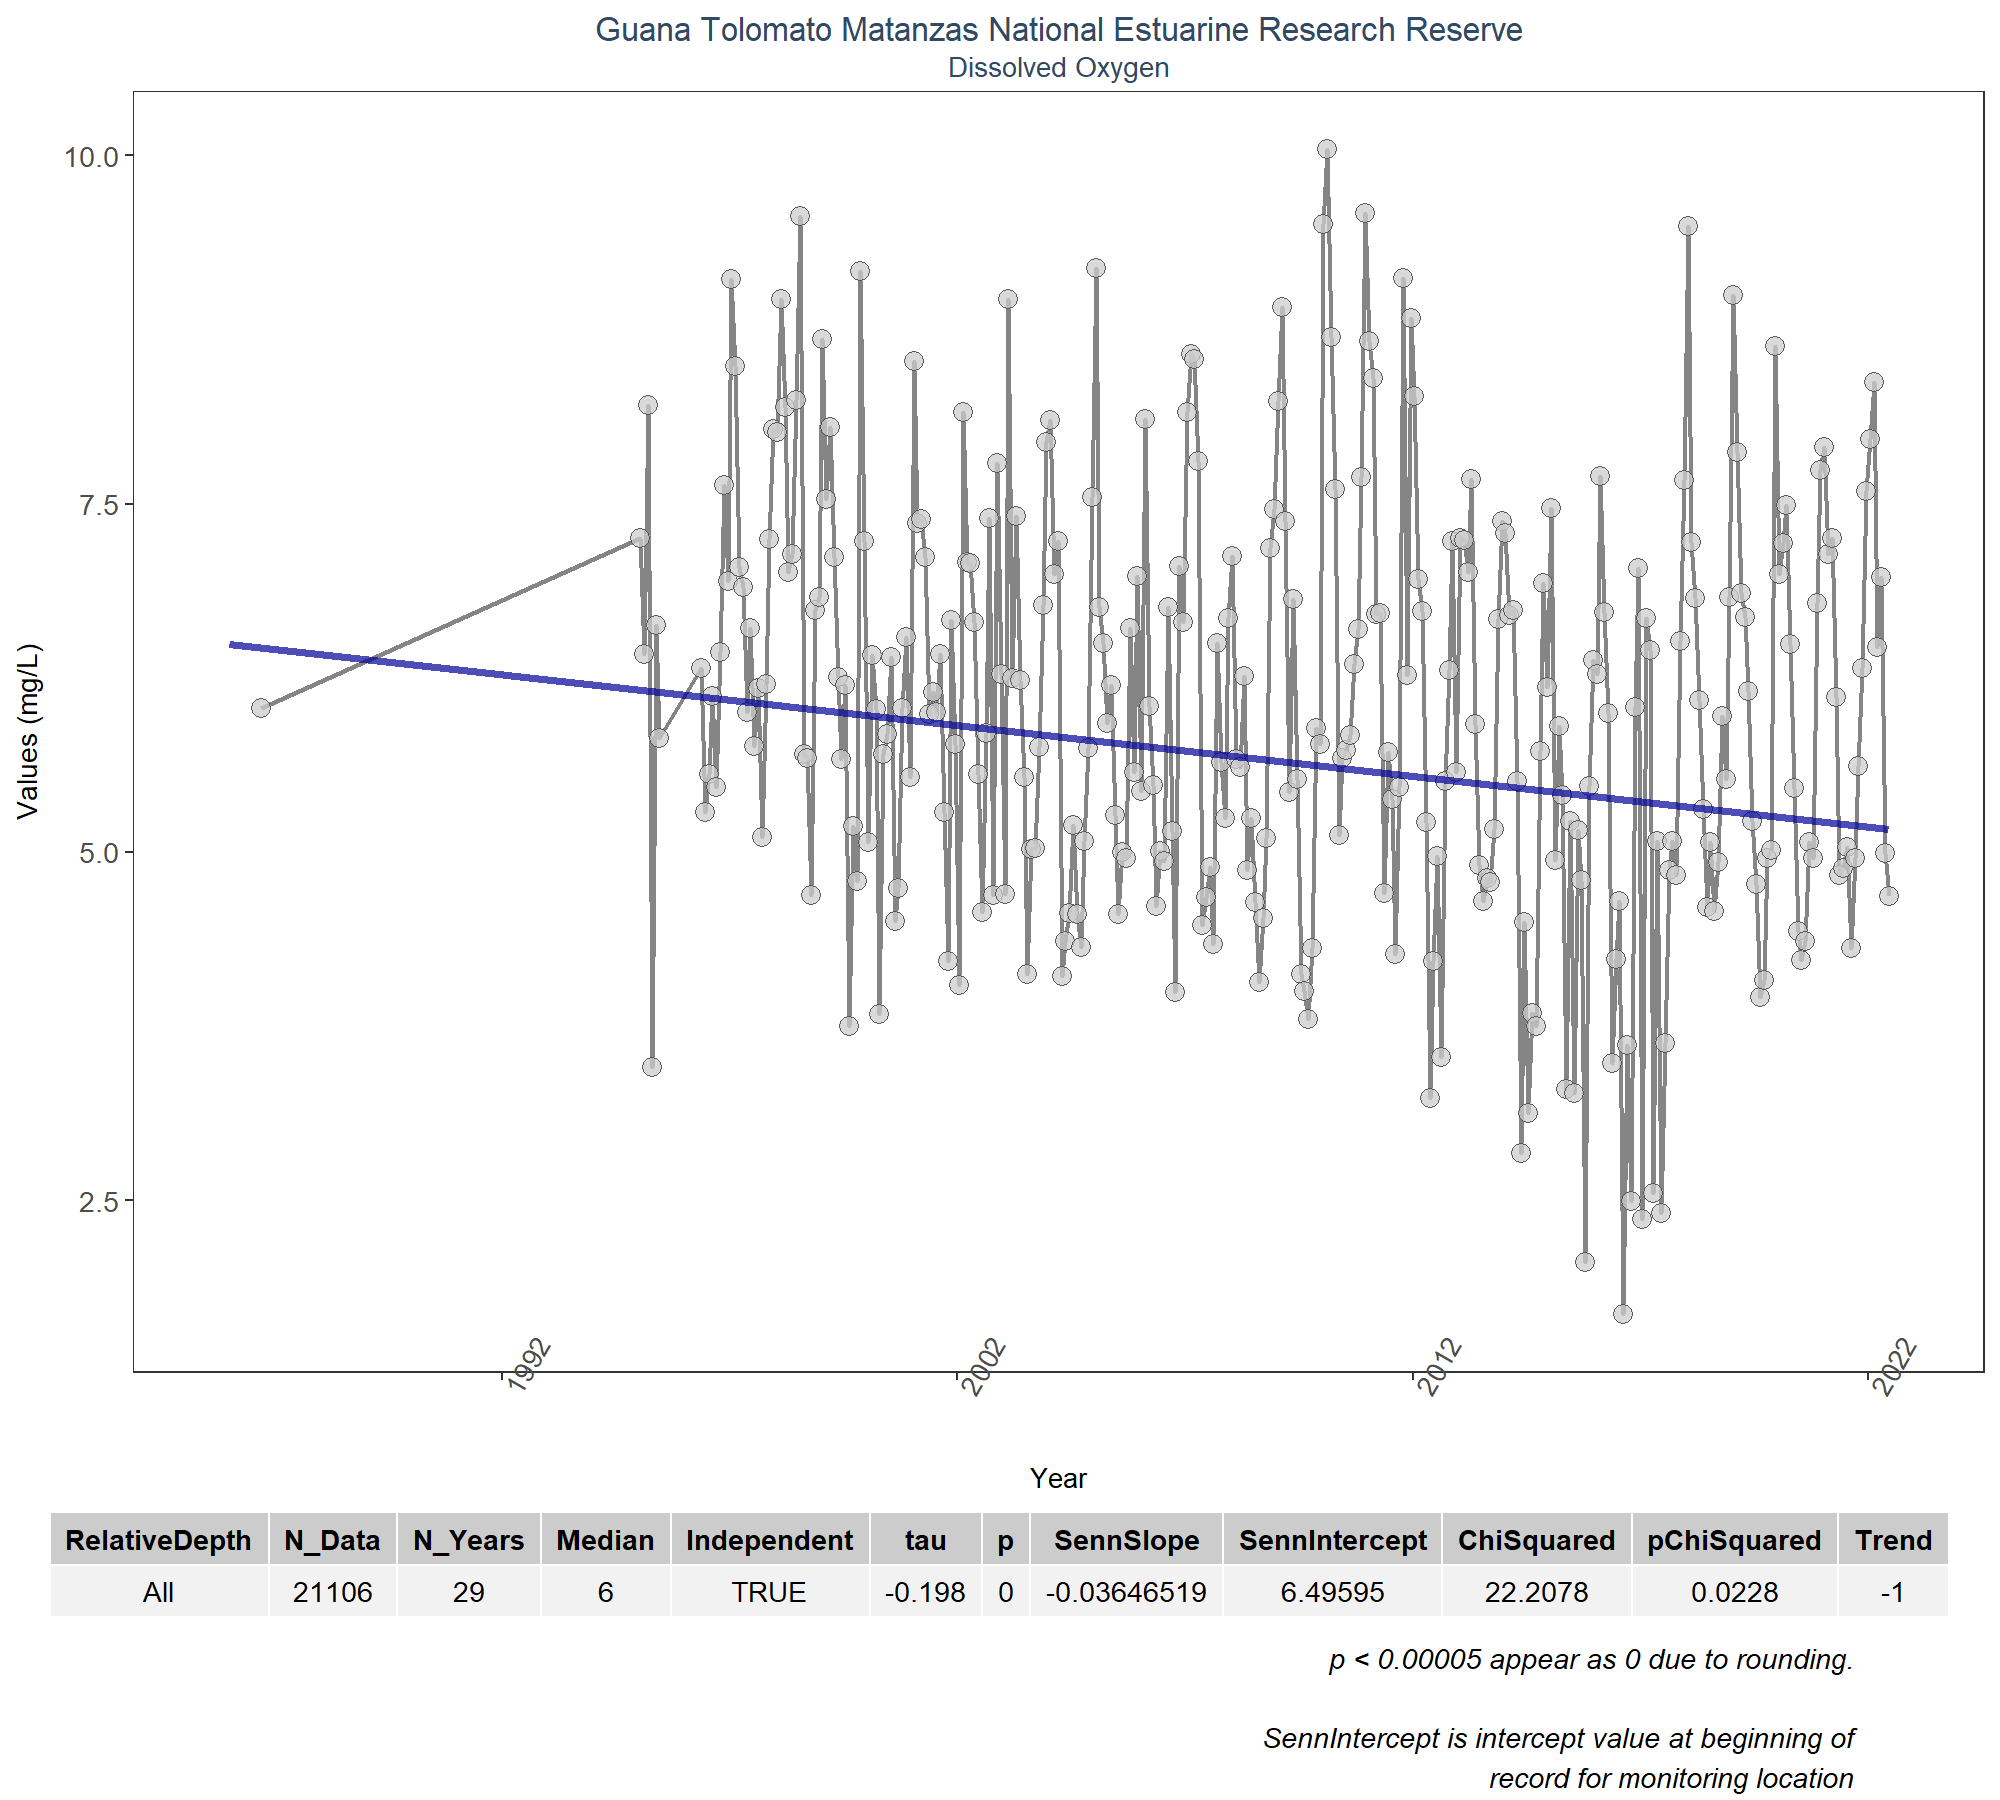 Guana Tolomato Matanzas National Estuarine Research Reserve
Dissolved Oxygen
10.0
7.5
5.0
2.5
Values (mg/L)
1992
2002
2012
2022
Year
RelativeDepth N_Data N_Years Median Independent tau p SennSlope SennIntercept ChiSquared pChiSquared Trend
All 21106 29 6 TRUE -0.198 0 -0.03646519 6.49595 22.2078 0.0228 -1
p < 0.00005 appear as 0 due to rounding.
SennIntercept is intercept value at beginning of
record for monitoring location